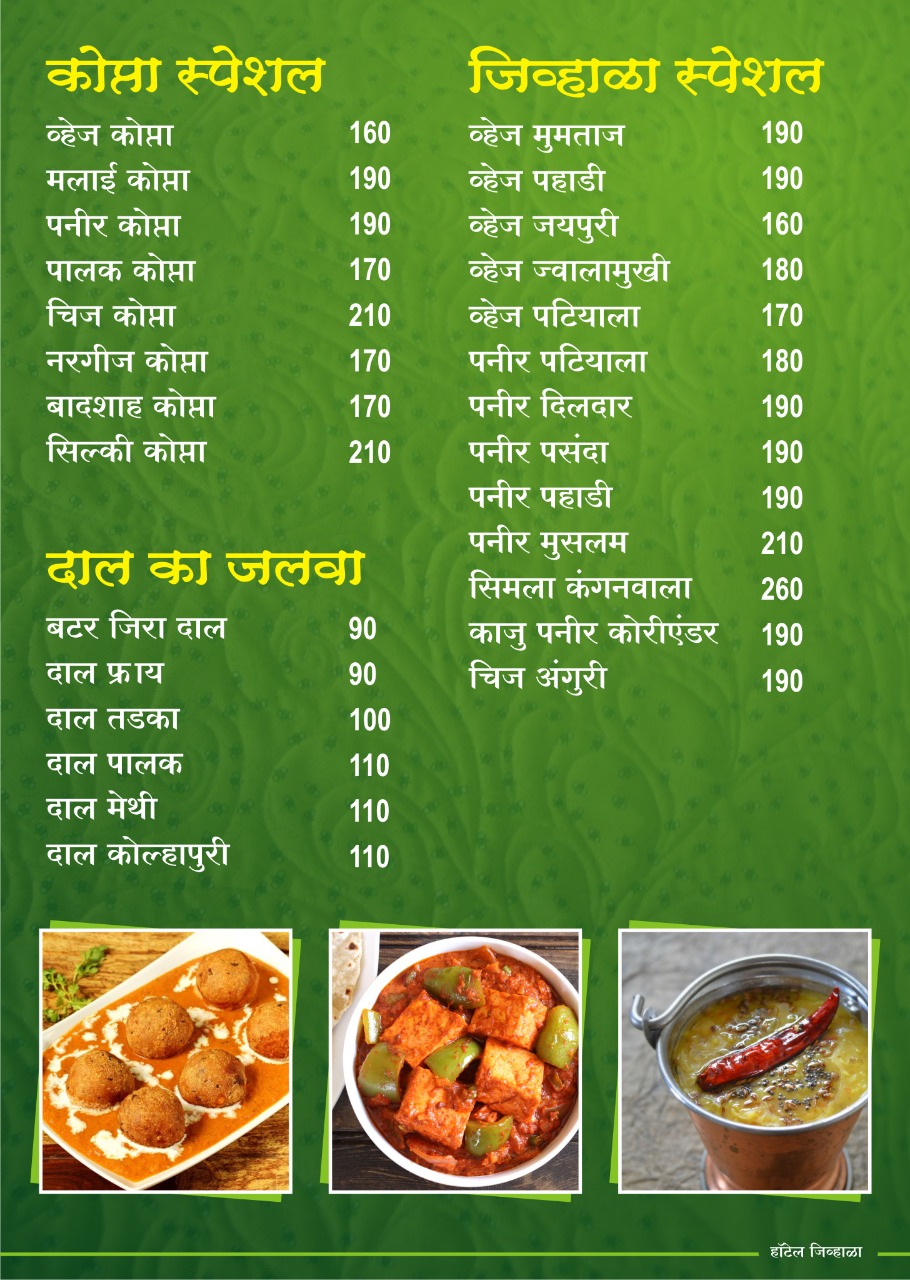 कोप्ता स्पेशल
व्हेज कोप्ता 160
मलाई कोप्ता 190
पनीर कोप्ता 190
पालक कोप्ता 170
चिज कोप्ता 210
नरगीज कोप्ता 170
बादशाह कोप्ता 170
सिल्की कोप्ता 210
दाल का जलवा
बटर जिरा दाल 90
दाल फ्राय 90
दाल तडका 100
दाल पालक 110
दाल मेथी 110
दाल कोल्हापुरी 110
जिव्हाळा स्पेशल
व्हेज मुमताज 190
व्हेज पहाडी 190
व्हेज जयपुरी 160
व्हेज ज्वालामुखी 180
व्हेज पटियाला 170
पनीर पटियाला 180
पनीर दिलदार 190
पनीर पसंदा 190
पनीर पहाडी 190
पनीर मुसलम 210
सिमला कंगनवाला 260
काजु पनीर कोरीएंडर 190
चिज अंगुरी 190
हॉटेल जिव्हाळा